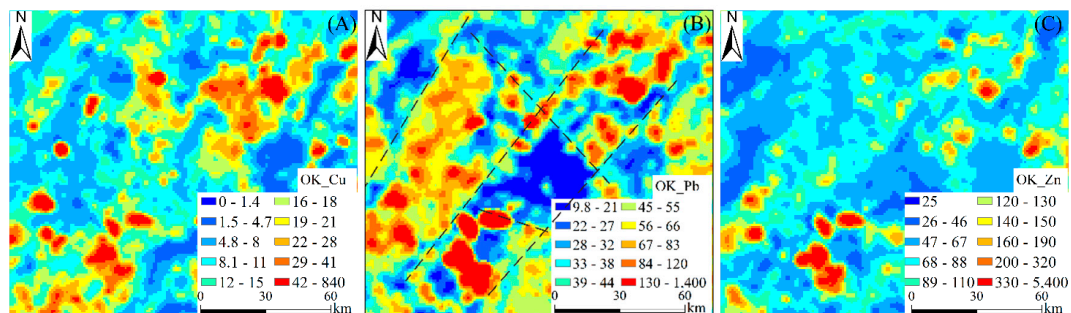 N
(A)
OK_Cu
0 - 1.4
1.5 - 4.7
4.8 - 8
8.1 - 11
12 - 15
16 - 18
19 - 21
22 - 28
29 - 41
42 - 840
0 30 60
km
N
(B)
OK_Pb
9.8 - 21
22 - 27
28 - 32
33 - 38
39 - 44
45 - 55
56 - 66
67 - 83
84 - 120
130 - 1.400
0 30 60
km
N
(C)
OK_Zn
25
26 - 46
47 - 67
68 - 88
89 - 110
120 - 130
140 - 150
160 - 190
200 - 320
330 - 5.400
0 30 60
km